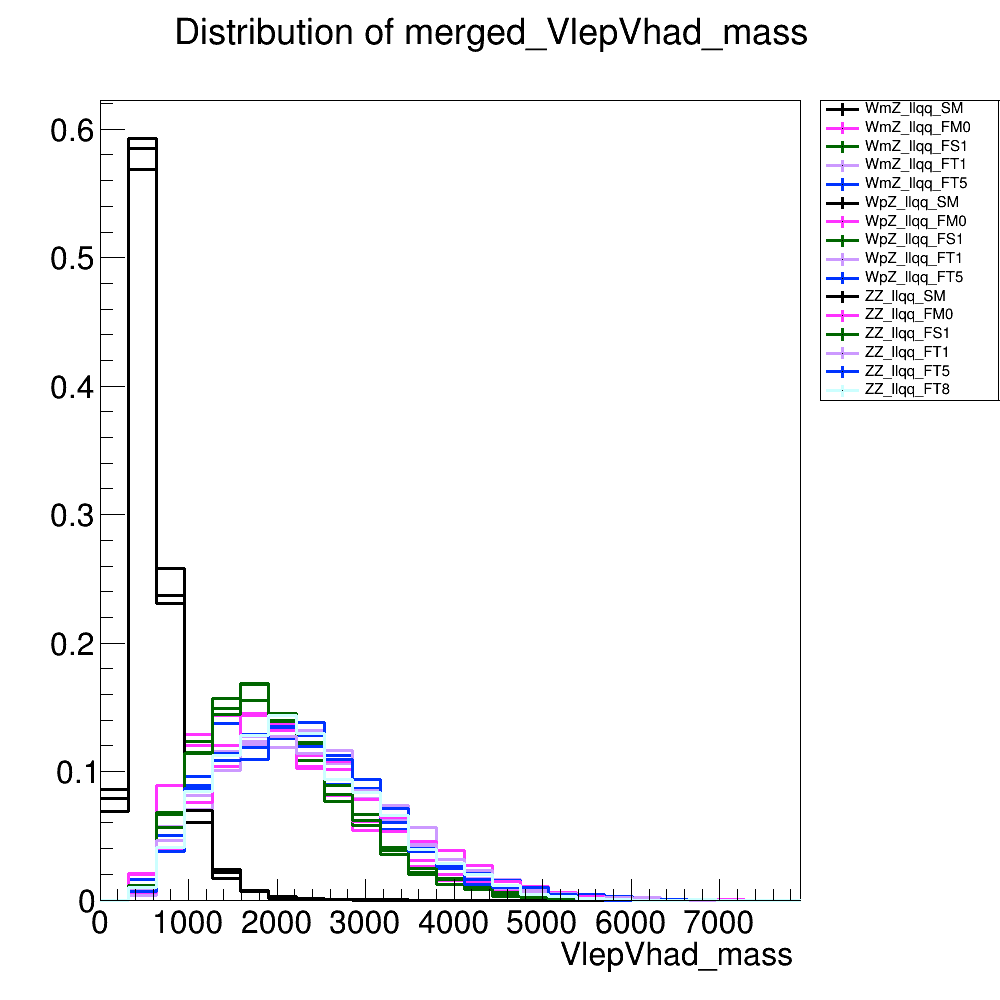 Distribution of merged_VlepVhad_mass
WmZ_llqq_SM
WmZ_llqq_FM0
WmZ_llqq_FS1
WmZ_llqq_FT1
WmZ_llqq_FT5
WpZ_llqq_SM
WpZ_llqq_FM0
WpZ_llqq_FS1
WpZ_llqq_FT1
WpZ_llqq_FT5
ZZ_llqq_SM
ZZ_llqq_FM0
ZZ_llqq_FS1
ZZ_llqq_FT1
ZZ_llqq_FT5
ZZ_llqq_FT8
0.6
0.5
0.4
0.3
0.2
0.1
0
0 1000 2000 3000 4000 5000 6000 7000
VlepVhad_mass